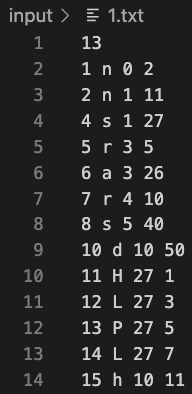 input > 1.txt
1 13
2 1 n 0 2
3 2 n 1 11
4 4 s 1 27
5 5 r 3 5
6 6 a 3 26
7 7 r 4 10
8 8 s 5 40
9 10 d 10 50
10 11 H 27 1
11 12 L 27 3
12 13 P 27 5
13 14 L 27 7
14 15 h 10 11